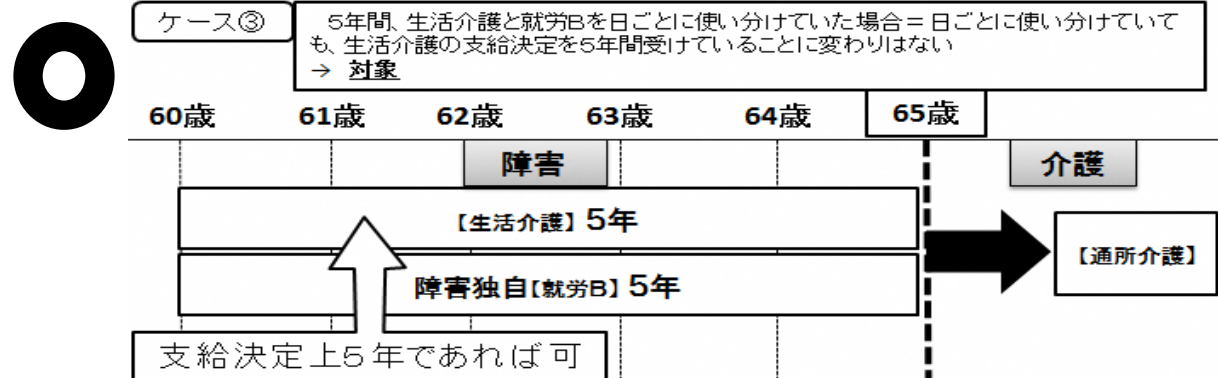 ケース③
5年間、生活介護と就労Bを日ごとに使い分けていた場合＝日ごとに使い分けていて
も、生活介護の支給決定を5年間受けていることに変わりはない
→ 対象
60歳 61歳 62歳 63歳 64歳 65歳
障害 介護
【生活介護】5年
【通所介護】
障害独自【就労B】5年
支給決定上5年であれば可